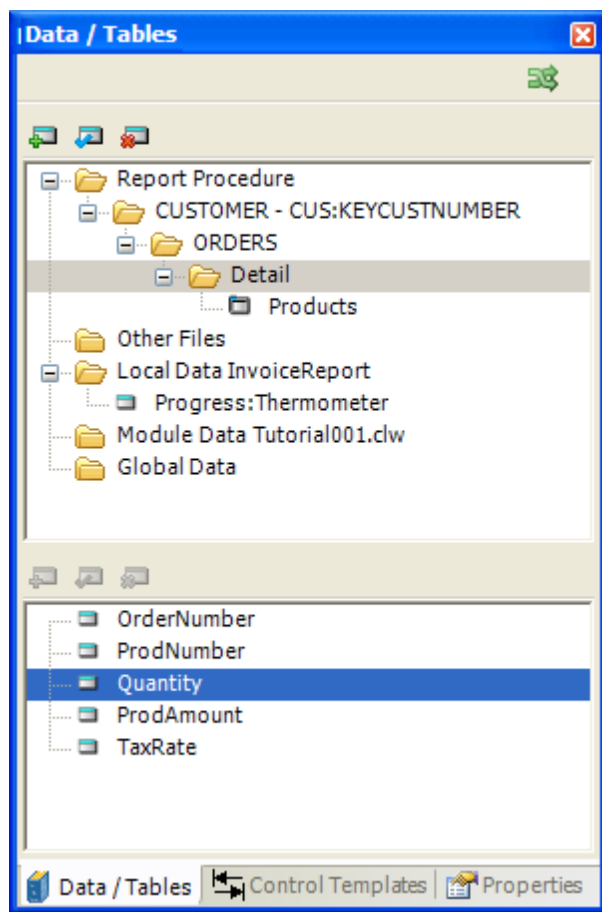 Data / Tables
Report Procedure
CUSTOMER - CUS:KEYCUSTNUMBER
ORDERS
Detail
Products
Other Files
Local Data InvoiceReport
Progress:Thermometer
Module Data Tutorial001.clw
Global Data
OrderNumber
ProdNumber
Quantity
ProdAmount
TaxRate
Data / Tables Control Templates Properties